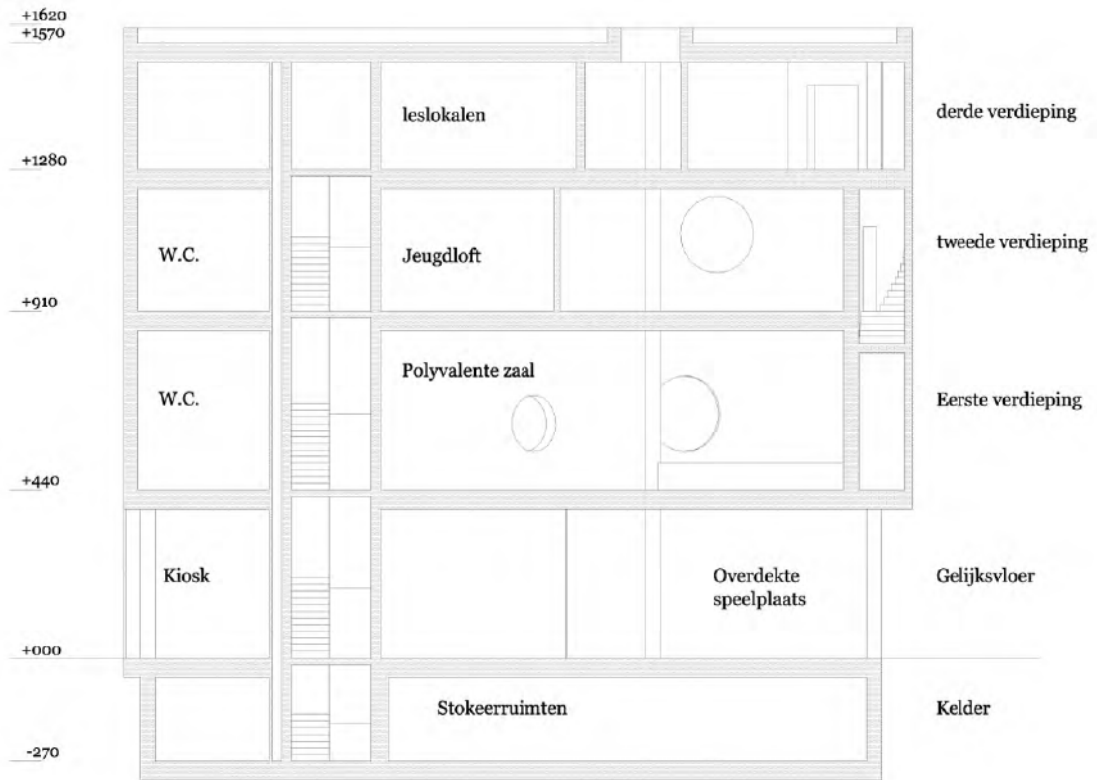 +1620
+1570
leslokalen
derde verdieping
+1280
W.C.
Jeugdloft
tweede verdieping
+910
W.C.
Polyvalente zaal
Eerste verdieping
+440
Kiosk
Overdekte
speelplaats
Gelijksvloer
+000
Stokeerruimten
Kelder
-270